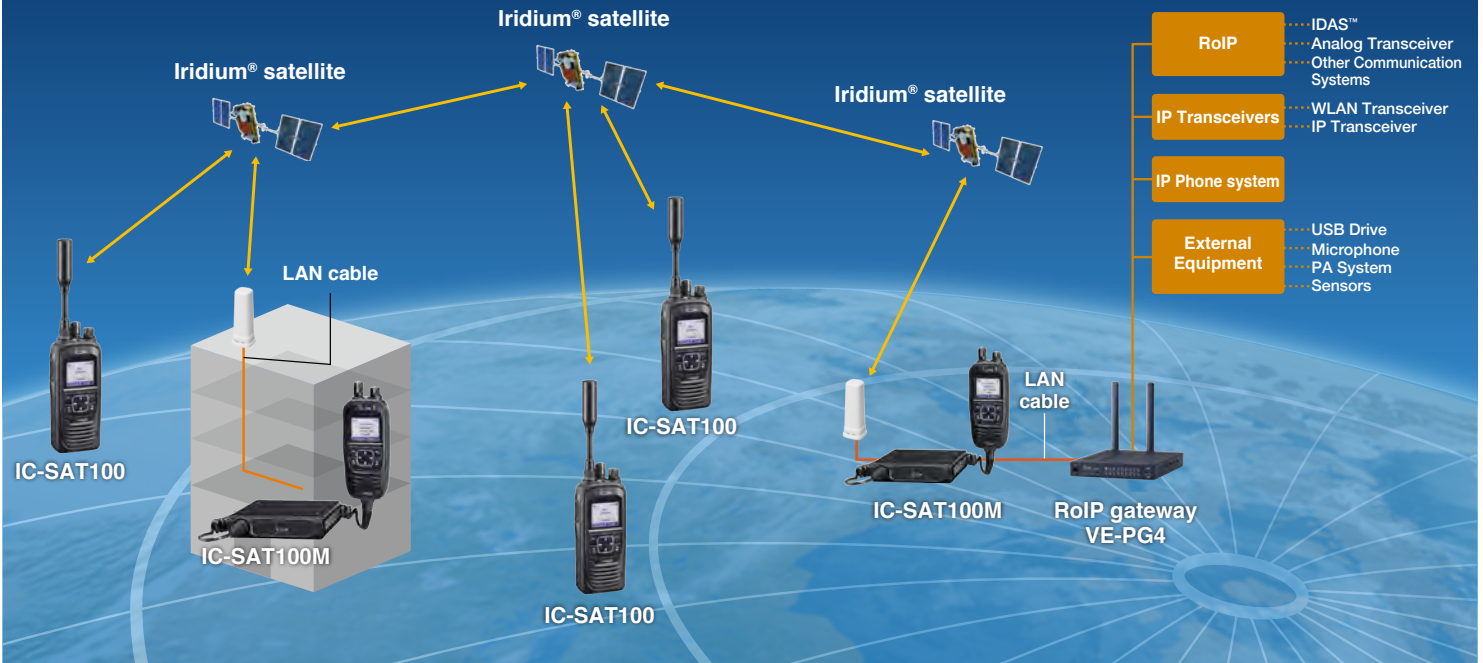 Iridium® satellite
Iridium® satellite
Iridium® satellite
LAN cable
IC-SAT100
IC-SAT100M
IC-SAT100
IC-SAT100
LAN
cable
IC-SAT100M
RoIP gateway
VE-PG4
RoIP
IDAS™
Analog Transceiver
Other Communication
Systems
IP Transceivers
WLAN Transceiver
IP Transceiver
IP Phone system
External
Equipment
USB Drive
Microphone
PA System
Sensors